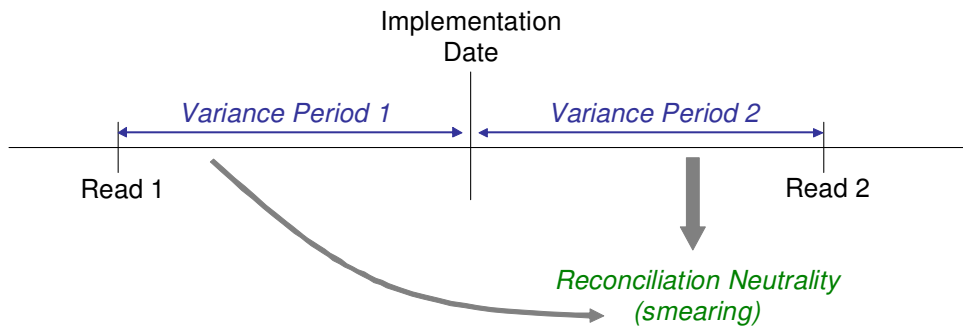 Implementation
Date
Variance Period 1
Variance Period 2
Read 1
Read 2
Reconciliation Neutrality
(smearing)